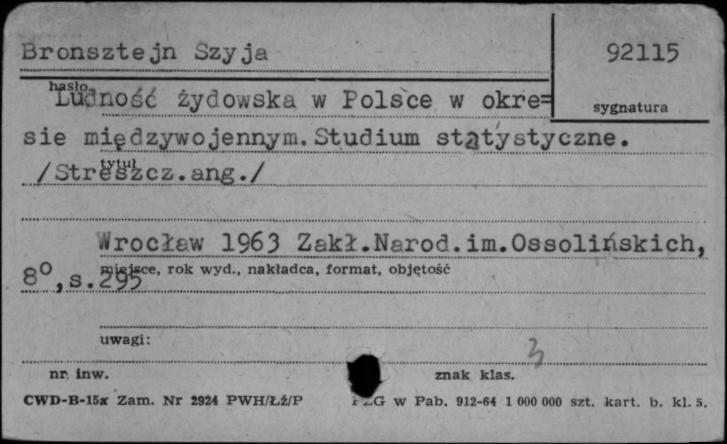 Bronsztejn Szyja
92115
hasło
sygnatura
Ludność żydowska w Polsce w okre=
sie międzywojennym. Studium statystyczne.
tytuł
/Streszcz.ang./
Wrocław 1963 Zakł.Narod.im.Ossolińskich,
miejsce, rok wyd., nakładca, format, objętość
8°, s.295
uwagi:
3
nr. inw.
znak klas.
CWD-B-15x Zam. Nr 2924 PWH/Łź/P
w Pab. 912-64 1 000 000 szt. kart. b. kl. 5.